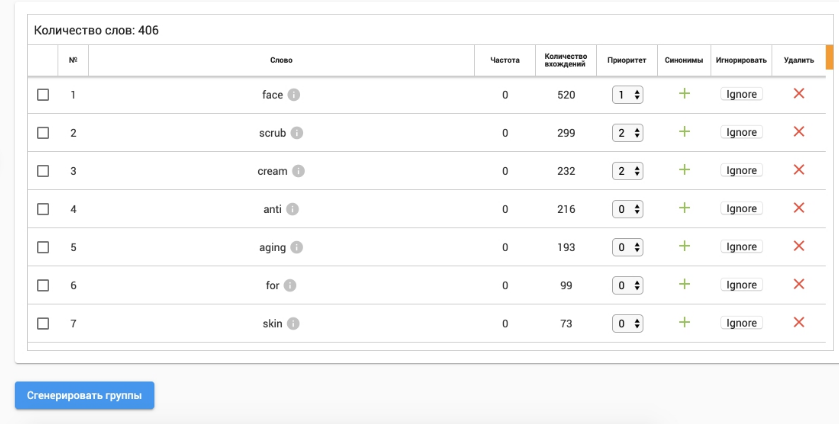 Количество слов: 406
№ Слово Частота Количество вхождений Приоритет Синонимы Игнорировать Удалить
1 face 0 520 1 Ignore
2 scrub 0 299 2 Ignore
3 cream 0 232 2 Ignore
4 anti 0 216 0 Ignore
5 aging 0 193 0 Ignore
6 for 0 99 0 Ignore
7 skin 0 73 0 Ignore
Сгенерировать группы